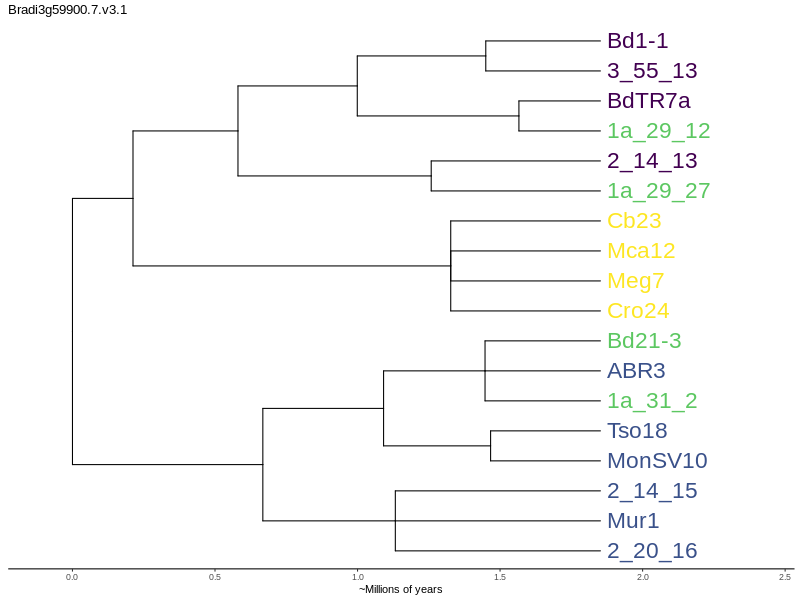 Bradi3g59900.7.v3.1
Bd1-1
3_55_13
BdTR7a
1a_29_12
2_14_13
1a_29_27
Cb23
Mca12
Meg7
Cro24
Bd21-3
ABR3
1a_31_2
Tso18
MonSV10
2_14_15
Mur1
2_20_16
0.0 0.5 1.0 1.5 2.0 2.5
~Millions of years